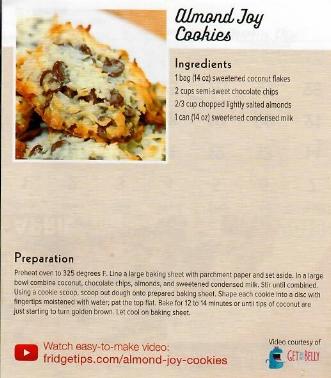 Almond Joy
Cookies
Ingredients
1 bag (14 oz) sweetened coconut flakes
2 cups semi-sweet chocolate chips
2/3 cup chopped lightly salted almonds
1 can (14 oz) sweetened condensed milk
Preparation
Preheat oven to 325 degrees F. Line a large baking sheet with parchment paper and set aside. In a large
bowl combine coconut, chocolate chips, almonds, and sweetened condensed milk. Stir until combined.
Using a cookie scoop, scoop out dough onto prepared baking sheet. Shape each cookie into a disc with
fingertips moistened with water; pat the top flat. Bake for 12 to 14 minutes or until tips of coconut are
just starting to turn golden brown. Let cool on baking sheet.
Watch easy-to-make video:
fridgetips.com/almond-joy-cookies
Video courtesy of
GET in my BELLY